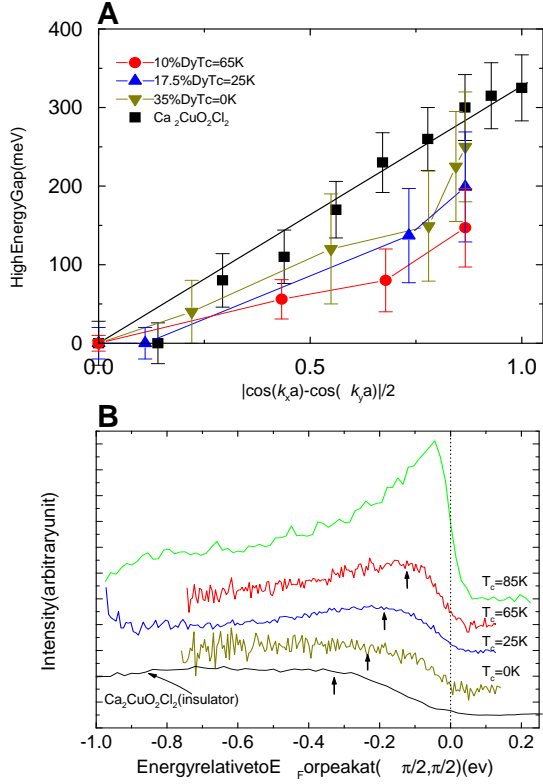 A
400
300
200
100
0
HighEnergyGap(meV)
10%DyTc=65K
17.5%DyTc=25K
35%DyTc=0K
Ca 2CuO2Cl2
0.0
0.5
1.0
|cos(kxa)-cos( kya)|/2
B
Intensity(arbitraryunit)
Tc=85K
Tc=65K
Tc=25K
Tc=0K
Ca2CuO2Cl2(insulator)
-1.0
-0.8
-0.6
-0.4
-0.2
0.0
0.2
EnergyrelativetoE Forpeakat( π/2,π/2)(ev)